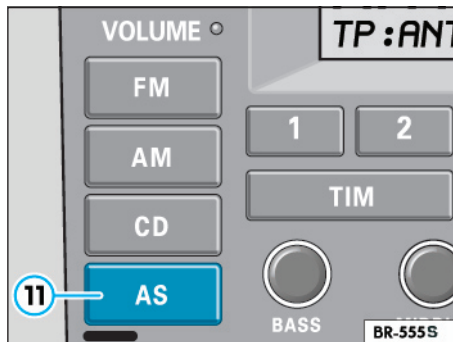 VOLUME
TP:ANT
FM
1 2
AM
TIM
CD
11 AS
BASS
BR-555S